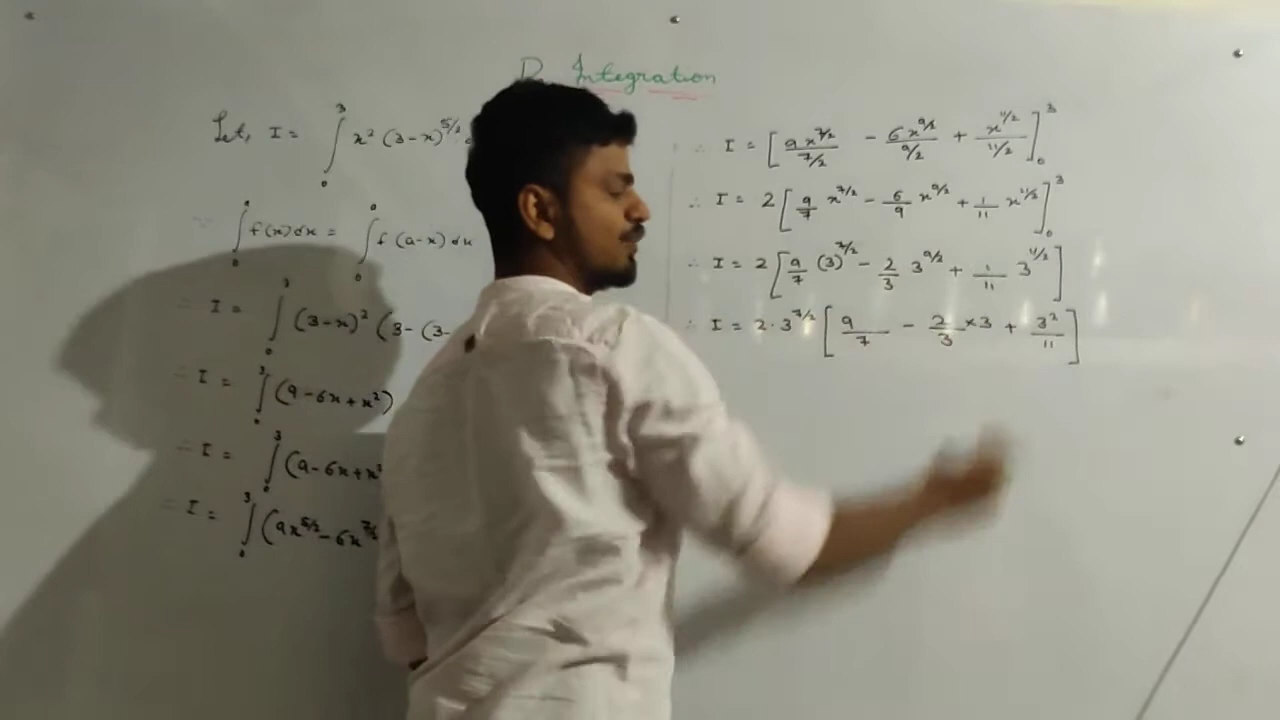 Integration
Let, I = ∫₀³ x² (3-x)^5/2
∵ ∫₀ᵃ f(x) dx = ∫₀ᵃ f(a-x) dx
∴ I = ∫₀³ (3-x)² (3-(3-
∴ I = ∫₀³ (9-6x+x²)
∴ I = ∫₀³ (9-6x+x²
∴ I = ∫₀³ (9x^5/2 - 6x^7/2
∴ I = [9x^7/2 / 7/2 - 6x^9/2 / 9/2 + x^11/2 / 11/2]₀³
∴ I = 2[9/7 x^7/2 - 6/9 x^9/2 + 1/11 x^11/2]₀³
∴ I = 2[9/7 (3)^7/2 - 2/3 3^9/2 + 1/11 3^11/2]
∴ I = 2·3^7/2 [9/7 - 2/3 ×3 + 3²/11]